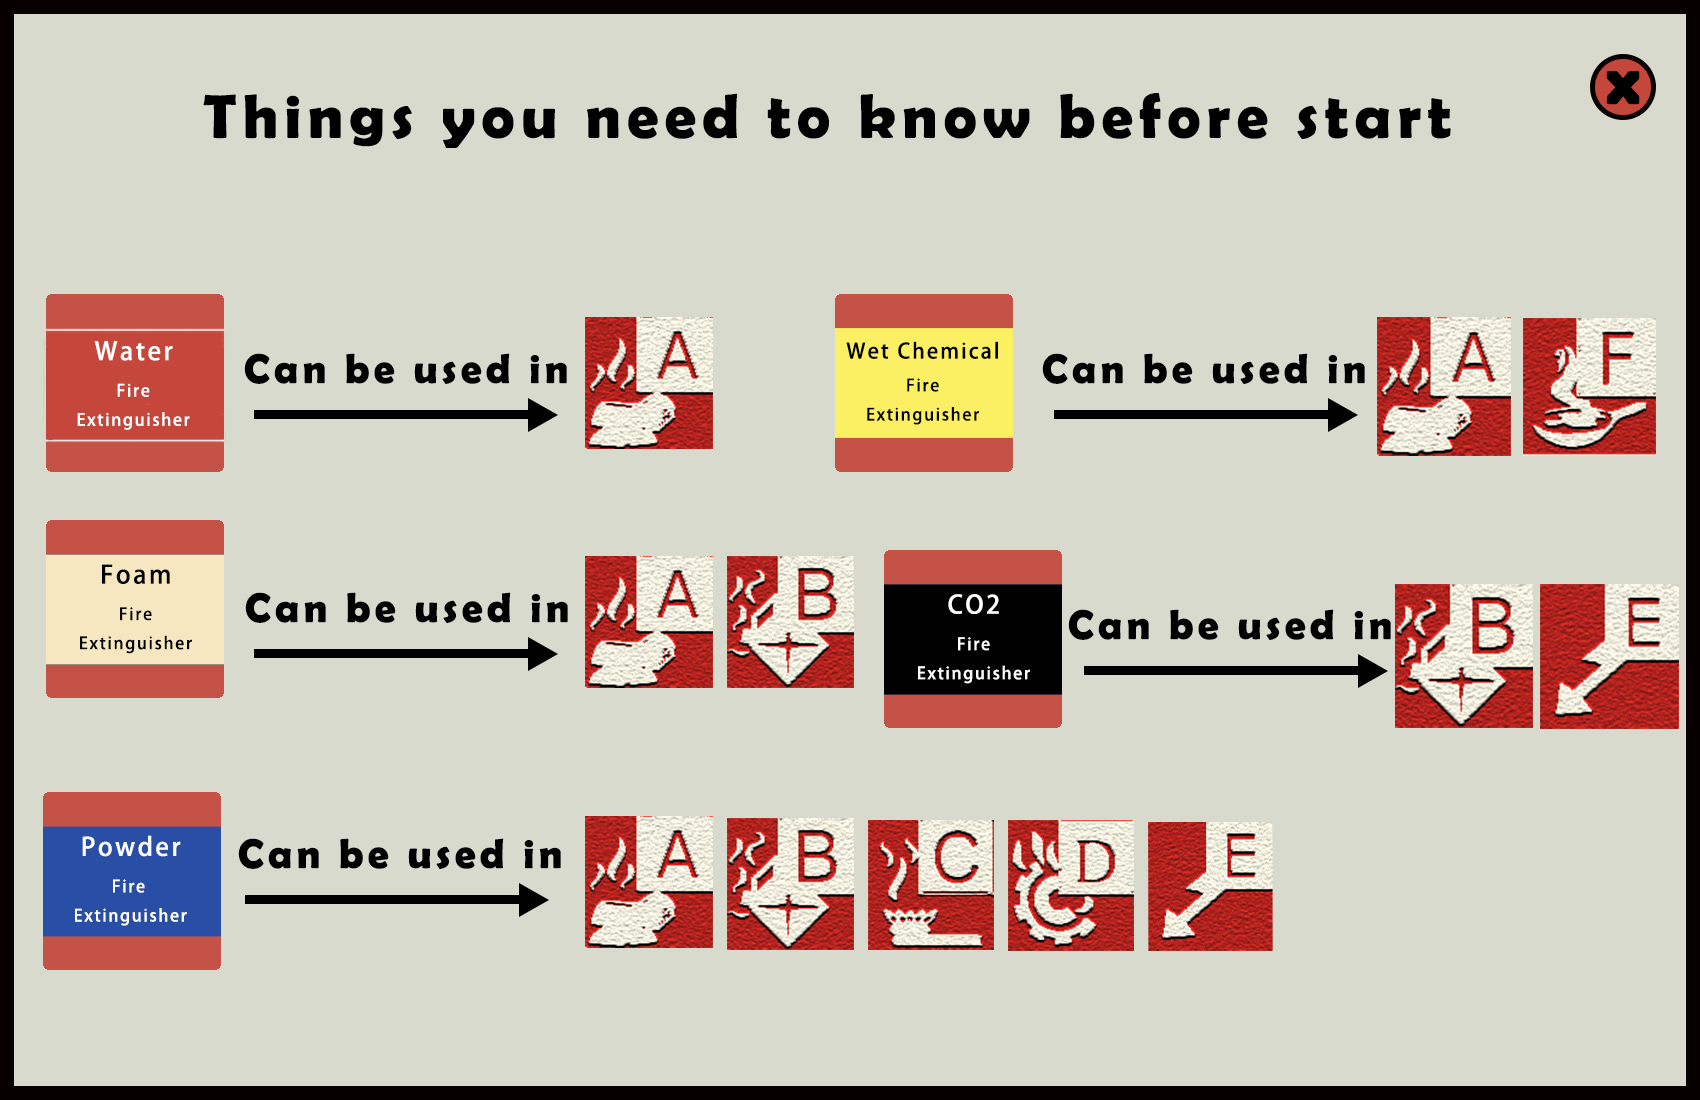 X
Things you need to know before start
Water
Fire
Extinguisher
Can be used in
A
Wet Chemical
Fire
Extinguisher
Can be used in
A
F
Foam
Fire
Extinguisher
Can be used in
A
B
CO2
Fire
Extinguisher
Can be used in
B
E
Powder
Fire
Extinguisher
Can be used in
A
B
C
D
E